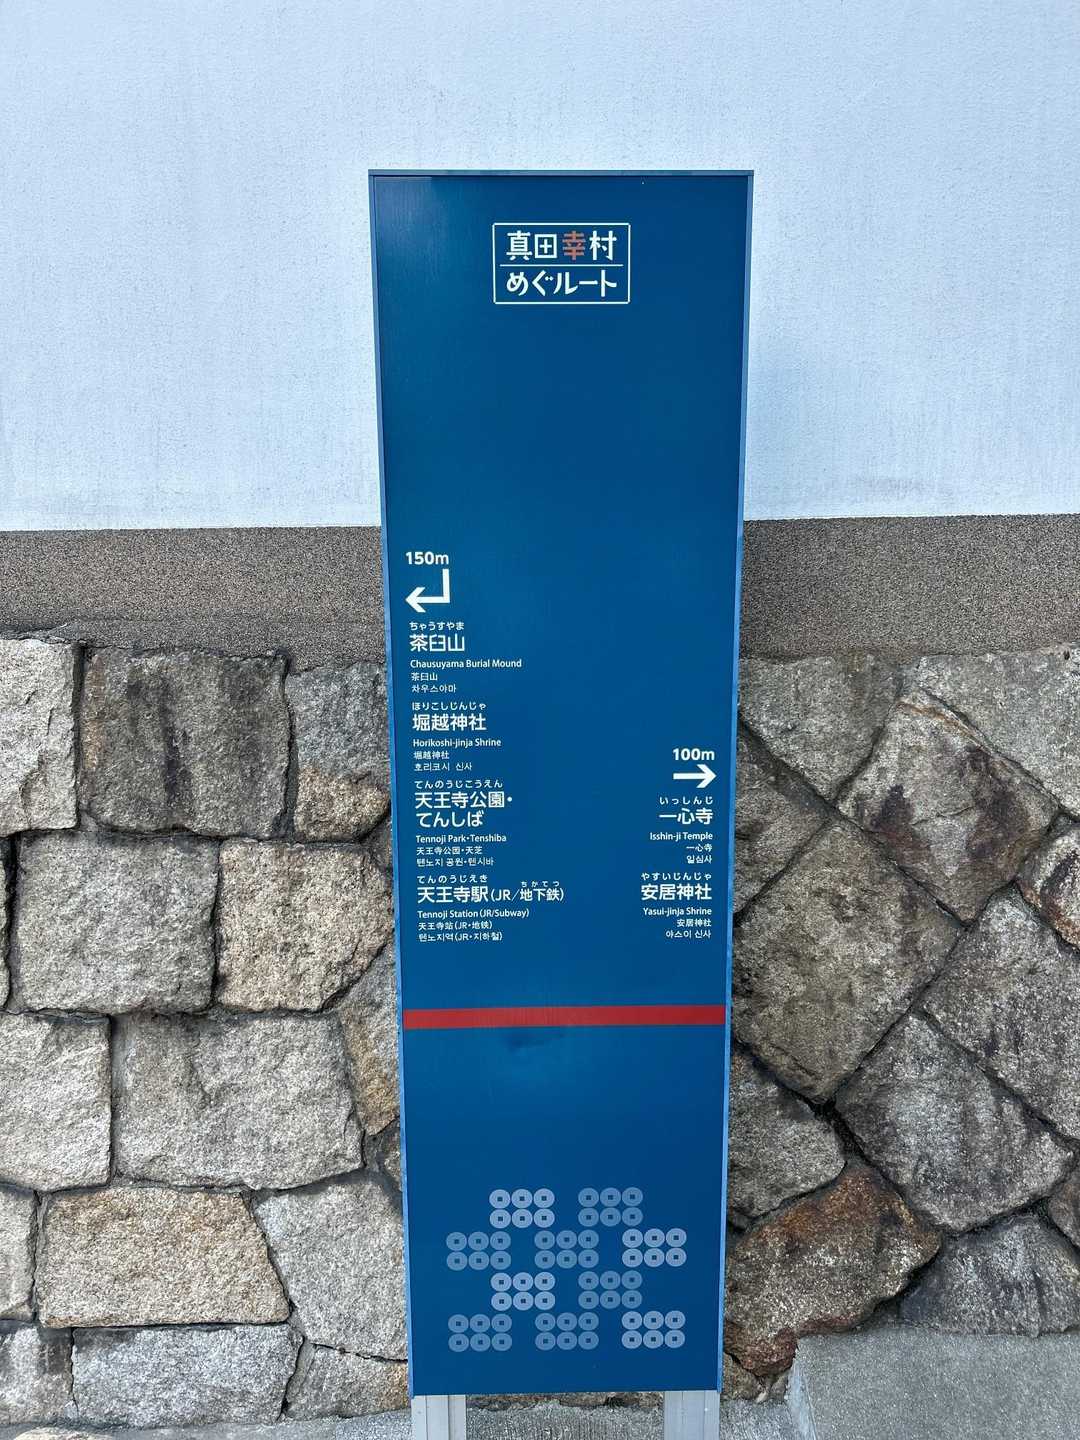 真田幸村
めぐルート
150m
ちゃうすやま
茶臼山
Chausuyama Burial Mound
茶臼山
차우스야마
ほりこしじんじゃ
堀越神社
Horikoshi-jinja Shrine
堀越神社
호리코시 신사
てんのうじこうえん
天王寺公園・
てんしば
Tennoji Park・Tenshiba
天王寺公园・天芝
텐노지 공원・텐시바
てんのうじえき ちかてつ
天王寺駅(JR/地下鉄)
Tennoji Station (JR/Subway)
天王寺站(JR・地铁)
텐노지역(JR・지하철)
100m
いっしんじ
一心寺
Isshin-ji Temple
一心寺
일심사
やすいじんじゃ
安居神社
Yasui-jinja Shrine
安居神社
야스이 신사